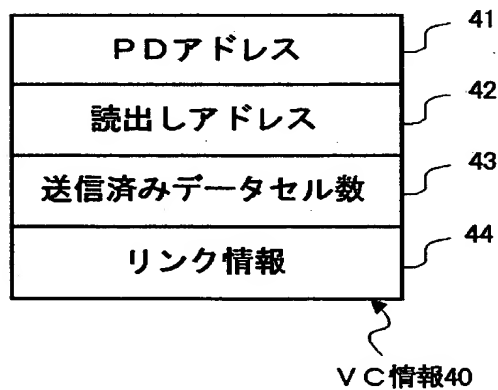 PDアドレス 41
読出しアドレス 42
送信済みデータセル数 43
リンク情報 44
VC情報40